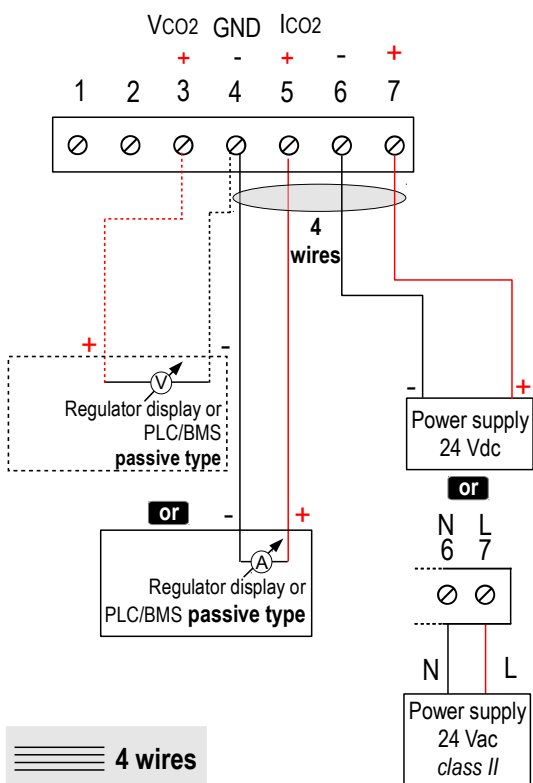 VCO2 GND ICO2
+ - + - +
1 2 3 4 5 6 7
4
wires
+ -
V
Regulator display or
PLC/BMS
passive type
or
- +
A
Regulator display or
PLC/BMS passive type
- +
Power supply
24 Vdc
or
N L
6 7
N L
Power supply
24 Vac
class II
4 wires